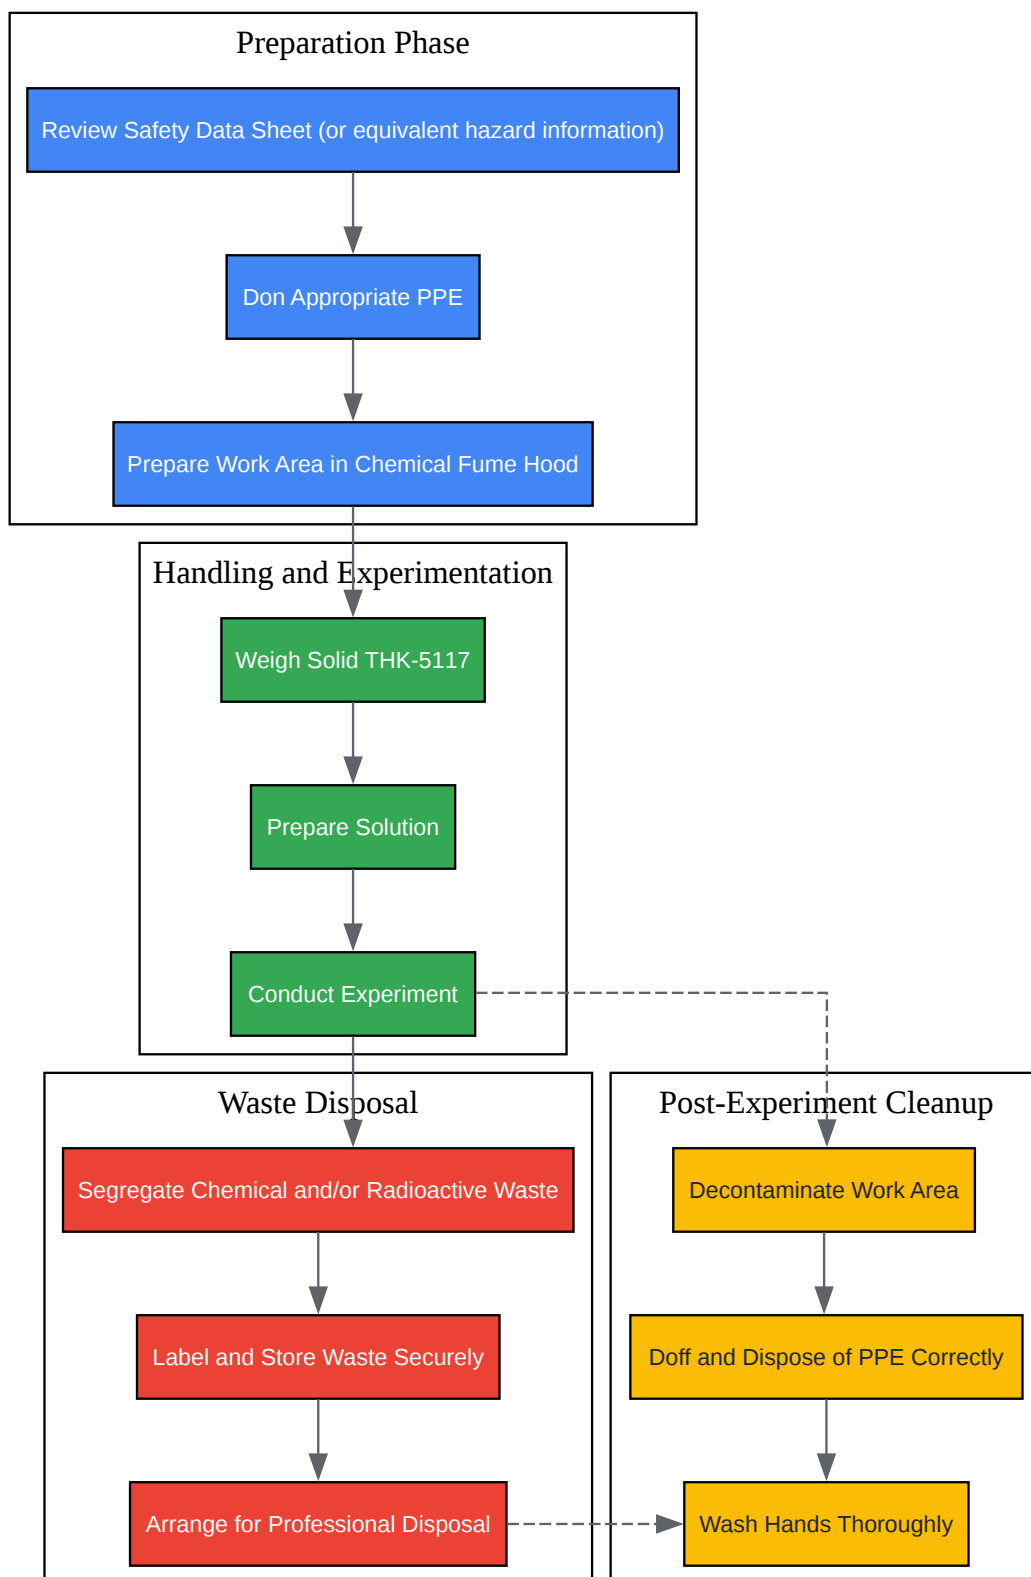 Preparation Phase
Review Safety Data Sheet (or equivalent hazard information)
Don Appropriate PPE
Prepare Work Area in Chemical Fume Hood
Handling and Experimentation
Weigh Solid THK-5117
Prepare Solution
Conduct Experiment
Waste Disposal
Segregate Chemical and/or Radioactive Waste
Label and Store Waste Securely
Arrange for Professional Disposal
Post-Experiment Cleanup
Decontaminate Work Area
Doff and Dispose of PPE Correctly
Wash Hands Thoroughly